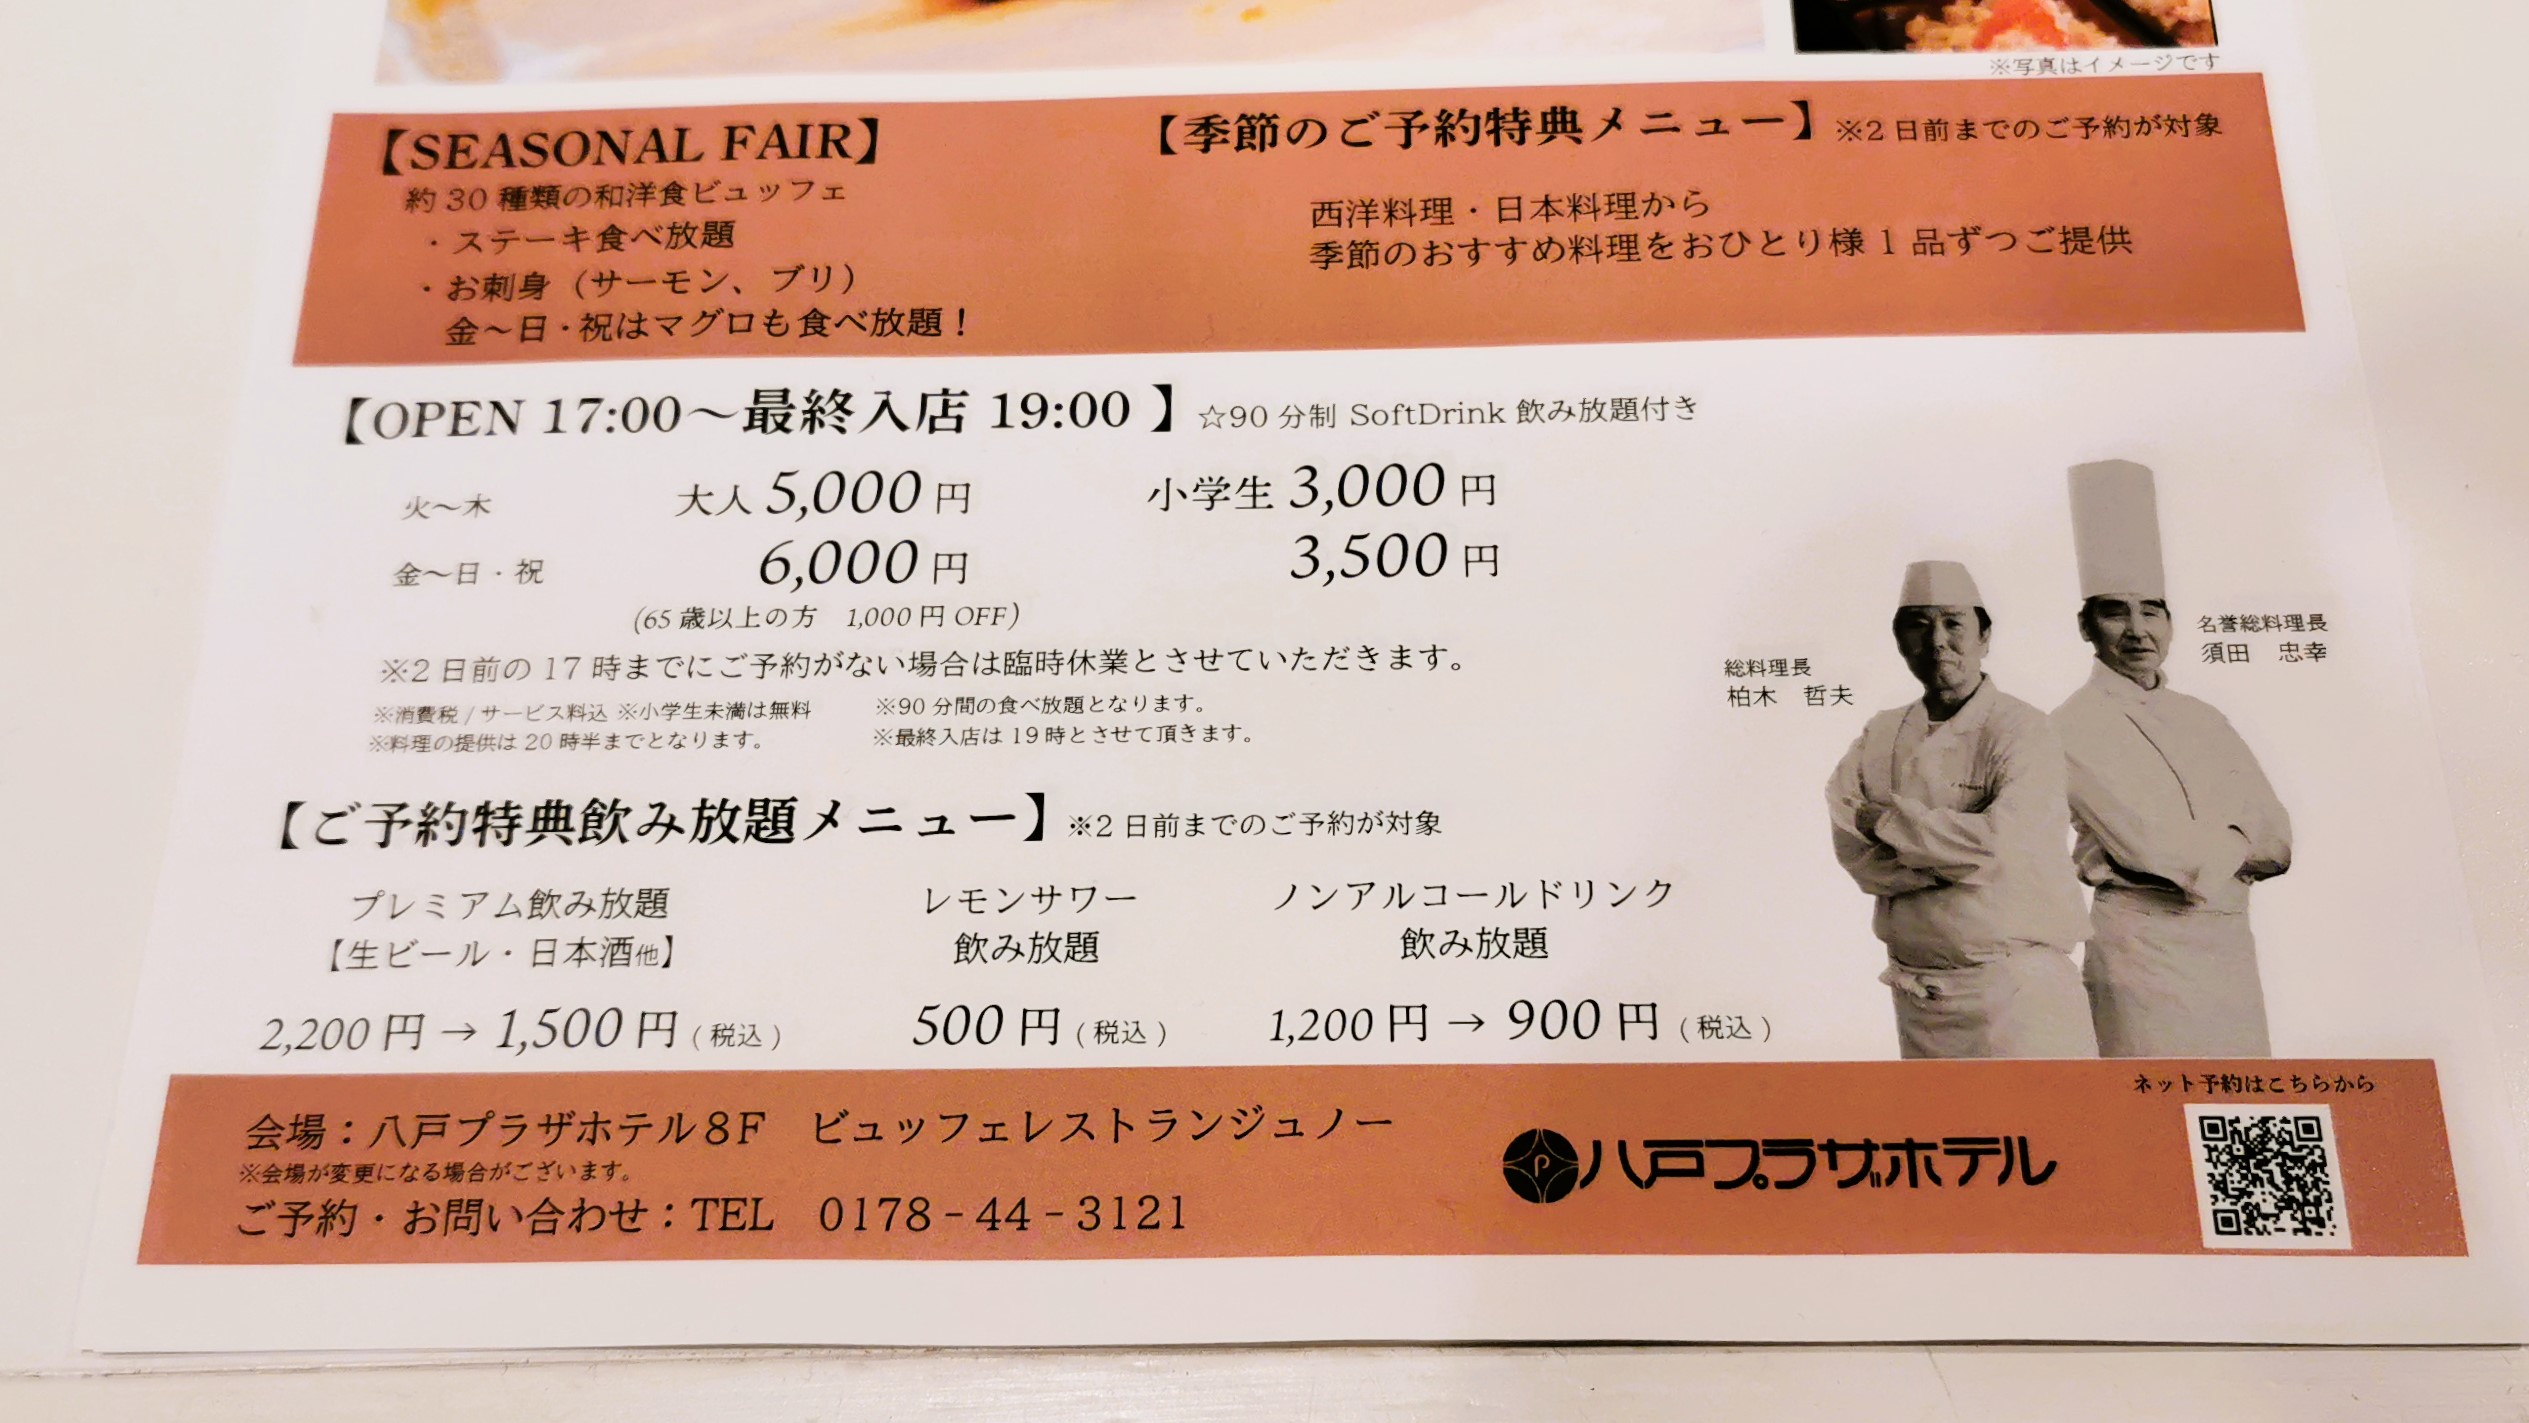 ※写真はイメージです
【SEASONAL FAIR】
約30種類の和洋食ビュッフェ
・ステーキ食べ放題
・お刺身（サーモン、ブリ）
金～日・祝はマグロも食べ放題！
【季節のご予約特典メニュー】※2日前までのご予約が対象
西洋料理・日本料理から
季節のおすすめ料理をおひとり様1品ずつご提供
【OPEN 17:00～最終入店 19:00 】☆90分制 SoftDrink 飲み放題付き
火～木 大人 5,000円 小学生 3,000円
金～日・祝 6,000円 3,500円
(65歳以上の方 1,000円OFF)
※2日前の17時までにご予約がない場合は臨時休業とさせていただきます。
※消費税/サービス料込 ※小学生未満は無料 ※90分間の食べ放題となります。
※料理の提供は20時半までとなります。 ※最終入店は19時とさせて頂きます。
総料理長
柏木 哲夫
名誉総料理長
須田 忠幸
【ご予約特典飲み放題メニュー】※2日前までのご予約が対象
プレミアム飲み放題
【生ビール・日本酒他】
2,200円→1,500円(税込)
レモンサワー
飲み放題
500円(税込)
ノンアルコールドリンク
飲み放題
1,200円→900円(税込)
会場：八戸プラザホテル8F ビュッフェレストランジュノー
※会場が変更になる場合がございます。
ご予約・お問い合わせ：TEL 0178-44-3121
P 八戸プラザホテル
ネット予約はこちらから